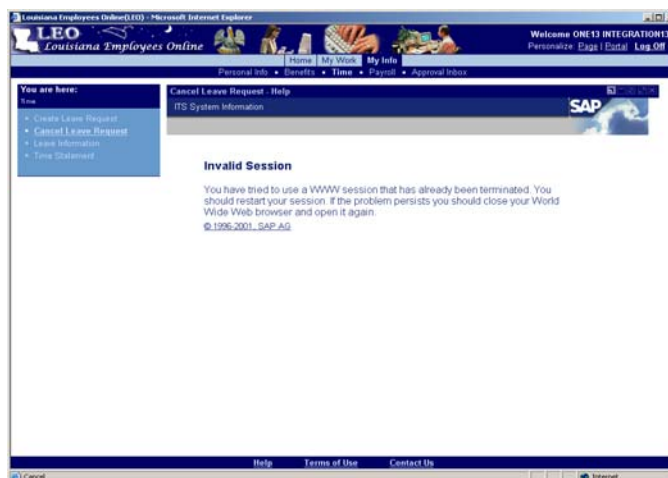 Louisiana Employees Online(LEO) - Microsoft Internet Explorer
LEO
Louisiana Employees Online
Welcome ONE13 INTEGRATION13
Personalize: Page | Portal Log Off
Home My Work My Info
Personal Info • Benefits • Time • Payroll • Approval Inbox
You are here:
Time
• Create Leave Request
• Cancel Leave Request
• Leave Information
• Time Statement
Cancel Leave Request - Help
ITS System Information
SAP
Invalid Session
You have tried to use a WWW session that has already been terminated. You
should restart your session. If the problem persists you should close your World
Wide Web browser and open it again.
© 1996-2001, SAP AG
Help Terms of Use Contact Us
Cancel
Internet